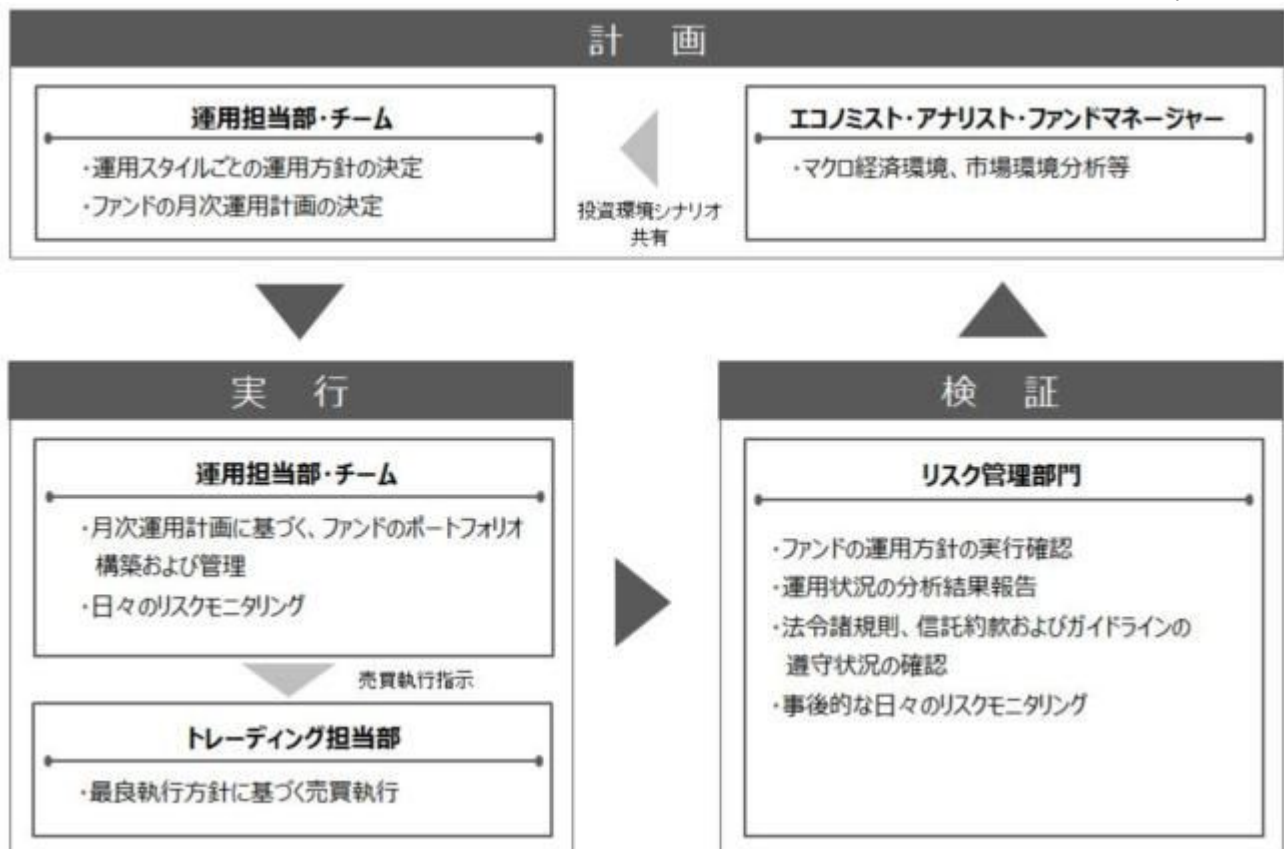 計 画
運用担当部・チーム
・運用スタイルごとの運用方針の決定
・ファンドの月次運用計画の決定
投資環境シナリオ
共有
エコノミスト・アナリスト・ファンドマネージャー
・マクロ経済環境、市場環境分析等
実 行
運用担当部・チーム
・月次運用計画に基づく、ファンドのポートフォリオ
構築および管理
・日々のリスクモニタリング
売買執行指示
トレーディング担当部
・最良執行方針に基づく売買執行
検 証
リスク管理部門
・ファンドの運用方針の実行確認
・運用状況の分析結果報告
・法令諸規則、信託約款およびガイドラインの
遵守状況の確認
・事後的な日々のリスクモニタリング